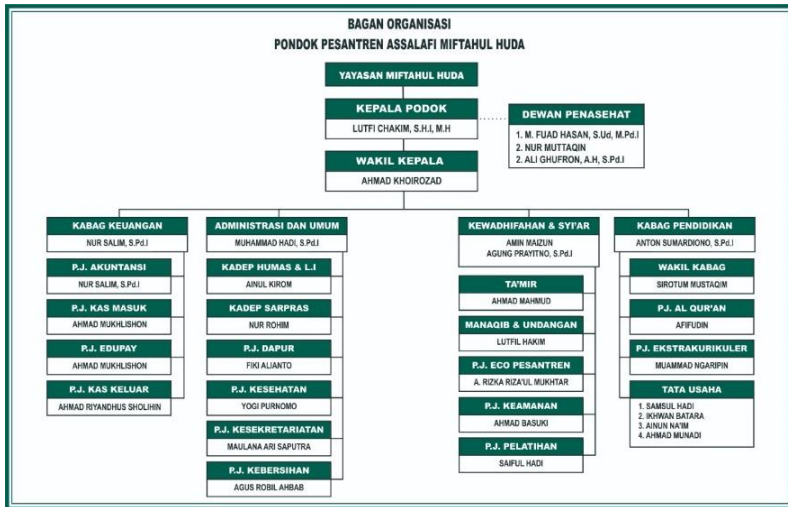 BAGAN ORGANISASI
PONDOK PESANTREN ASSALAFI MIFTAHUL HUDA
YAYASAN MIFTAHUL HUDA
KEPALA PODOK
LUTFI CHAKIM, S.H.I, M.H
DEWAN PENASEHAT
1. M. FUAD HASAN, S.Ud, M.Pd.I
2. NUR MUTTAQIN
2. ALI GHUFRON, A.H, S.Pd.I
WAKIL KEPALA
AHMAD KHOIROZAD
KABAG KEUANGAN
NUR SALIM, S.Pd.I
P.J. AKUNTANSI
NUR SALIM, S.Pd.I
P.J. KAS MASUK
AHMAD MUKHLISHON
P.J. EDUPAY
AHMAD MUKHLISHON
P.J. KAS KELUAR
AHMAD RIYANDHUS SHOLIHIN
ADMINISTRASI DAN UMUM
MUHAMMAD HADI, S.Pd.I
KADEP HUMAS & L.I
AINUL KIROM
KADEP SARPRAS
NUR ROHIM
P.J. DAPUR
FIKI ALIANTO
P.J. KESEHATAN
YOGI PURNOMO
P.J. KESEKRETARIATAN
MAULANA ARI SAPUTRA
P.J. KEBERSIHAN
AGUS ROBIL AHBAB
KEWADHIFAHAN & SYI'AR
AMIN MAIZUN
AGUNG PRAYITNO, S.Pd.I
TA'MIR
AHMAD MAHMUD
MANAQIB & UNDANGAN
LUTFIL HAKIM
P.J. ECO PESANTREN
A. RIZKA RIZA'UL MUKHTAR
P.J. KEAMANAN
AHMAD BASUKI
P.J. PELATIHAN
SAIFUL HADI
KABAG PENDIDIKAN
ANTON SUMARDIONO, S.Pd.I
WAKIL KABAG
SIROTUM MUSTAQIM
PJ. AL QUR'AN
AFIFUDIN
PJ. EKSTRAKURIKULER
MUAMMAD NGARIPIN
TATA USAHA
1. SAMSUL HADI
2. IKHWAN BATARA
3. AINUN NA'IM
4. AHMAD MUNADI